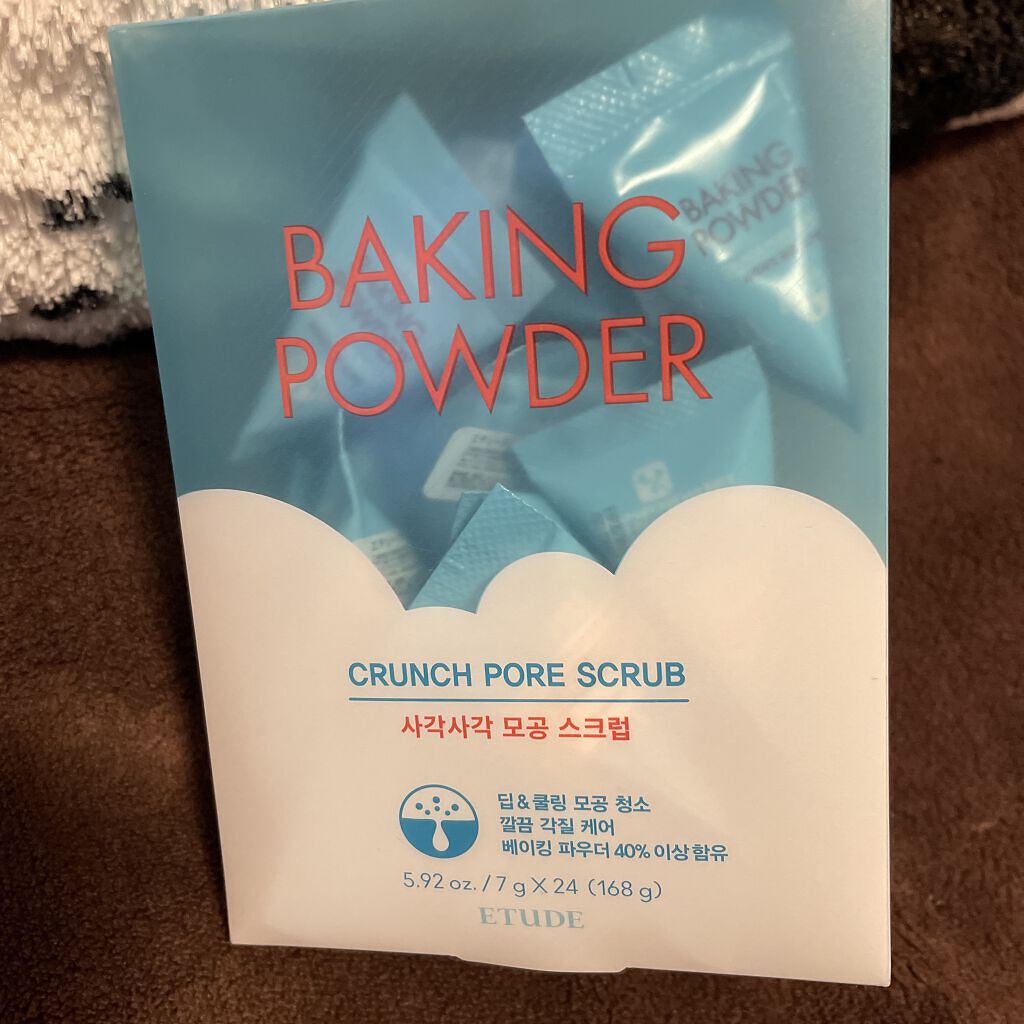 BAKING
POWDER
BAKING
POWDER
CRUNCH PORE SCRUB
사각사각 모공 스크럽
딥&쿨링 모공 청소
깔끔 각질 케어
베이킹 파우더 40% 이상 함유
5.92 oz. / 7 g X 24 (168 g)
ETUDE